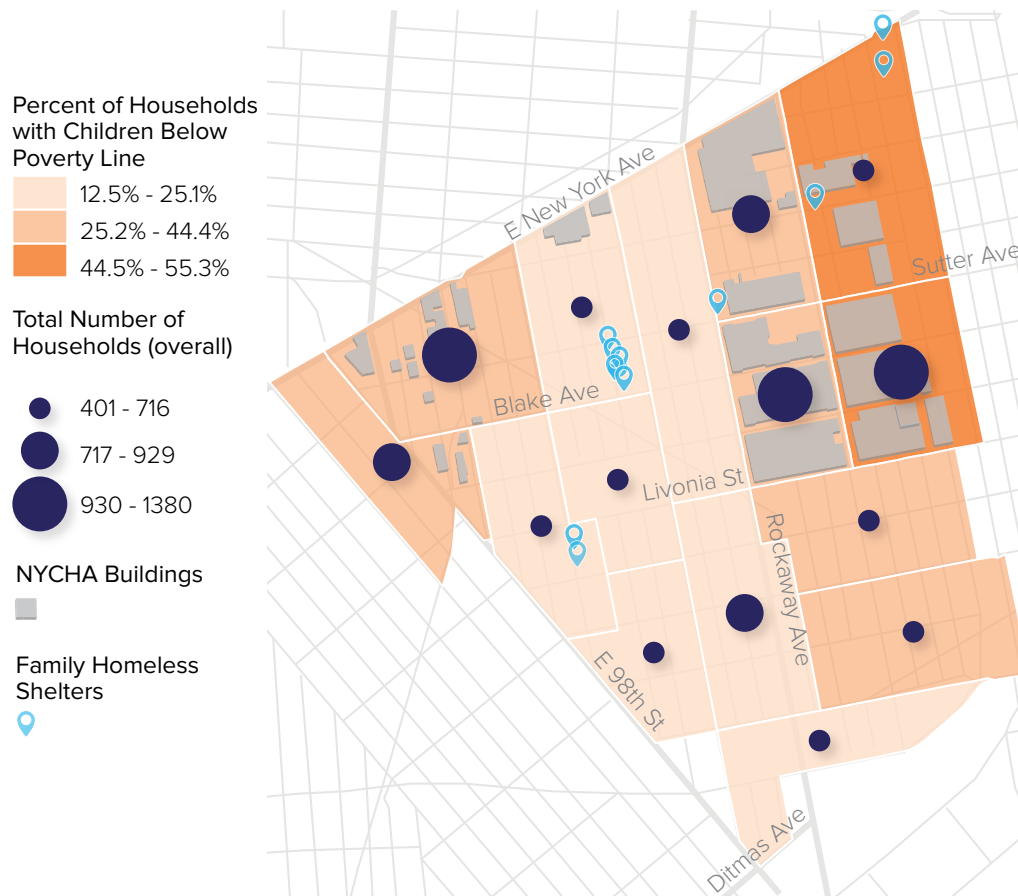 Percent of Households
with Children Below
Poverty Line
12.5% - 25.1%
25.2% - 44.4%
44.5% - 55.3%
Total Number of
Households (overall)
401 - 716
717 - 929
930 - 1380
NYCHA Buildings
Family Homeless
Shelters
E New York Ave
Sutter Ave
Blake Ave
Livonia St
Rockaway Ave
E 98th St
Ditmas Ave